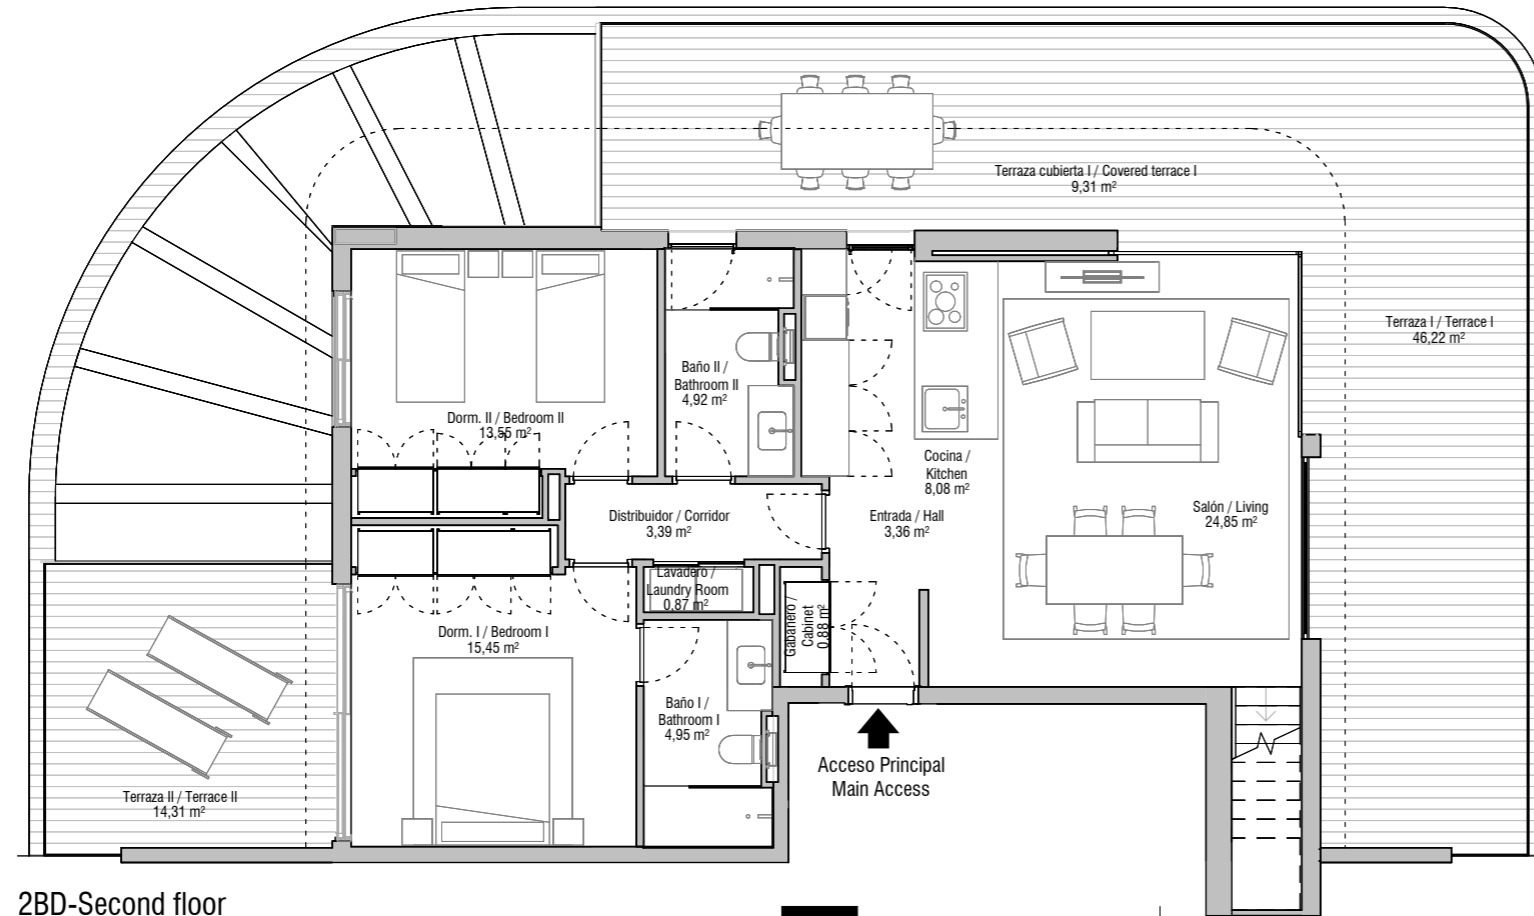 Terraza cubierta I / Covered terrace I
9,31 m²
Terraza I / Terrace I
46,22 m²
Baño II /
Bathroom II
4,92 m²
Dorm. II / Bedroom II
13,55 m²
Cocina /
Kitchen
8,08 m²
Distribuidor / Corridor
3,39 m²
Entrada / Hall
3,36 m²
Salón / Living
24,85 m²
Lavadero /
Laundry Room
0,87 m²
Gabanero /
Cabinet
0,88 m²
Dorm. I / Bedroom I
15,45 m²
Baño I /
Bathroom I
4,95 m²
Acceso Principal
Main Access
Terraza II / Terrace II
14,31 m²
2BD-Second floor